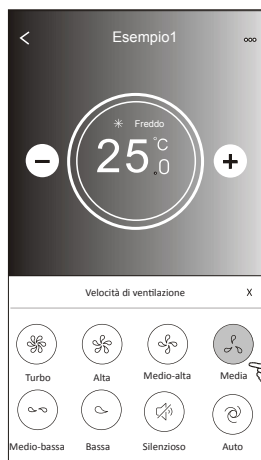 Esempio1
Freddo
25.0 °C
Velocità di ventilazione X
Turbo Alta Medio-alta Media
Medio-bassa Bassa Silenzioso Auto